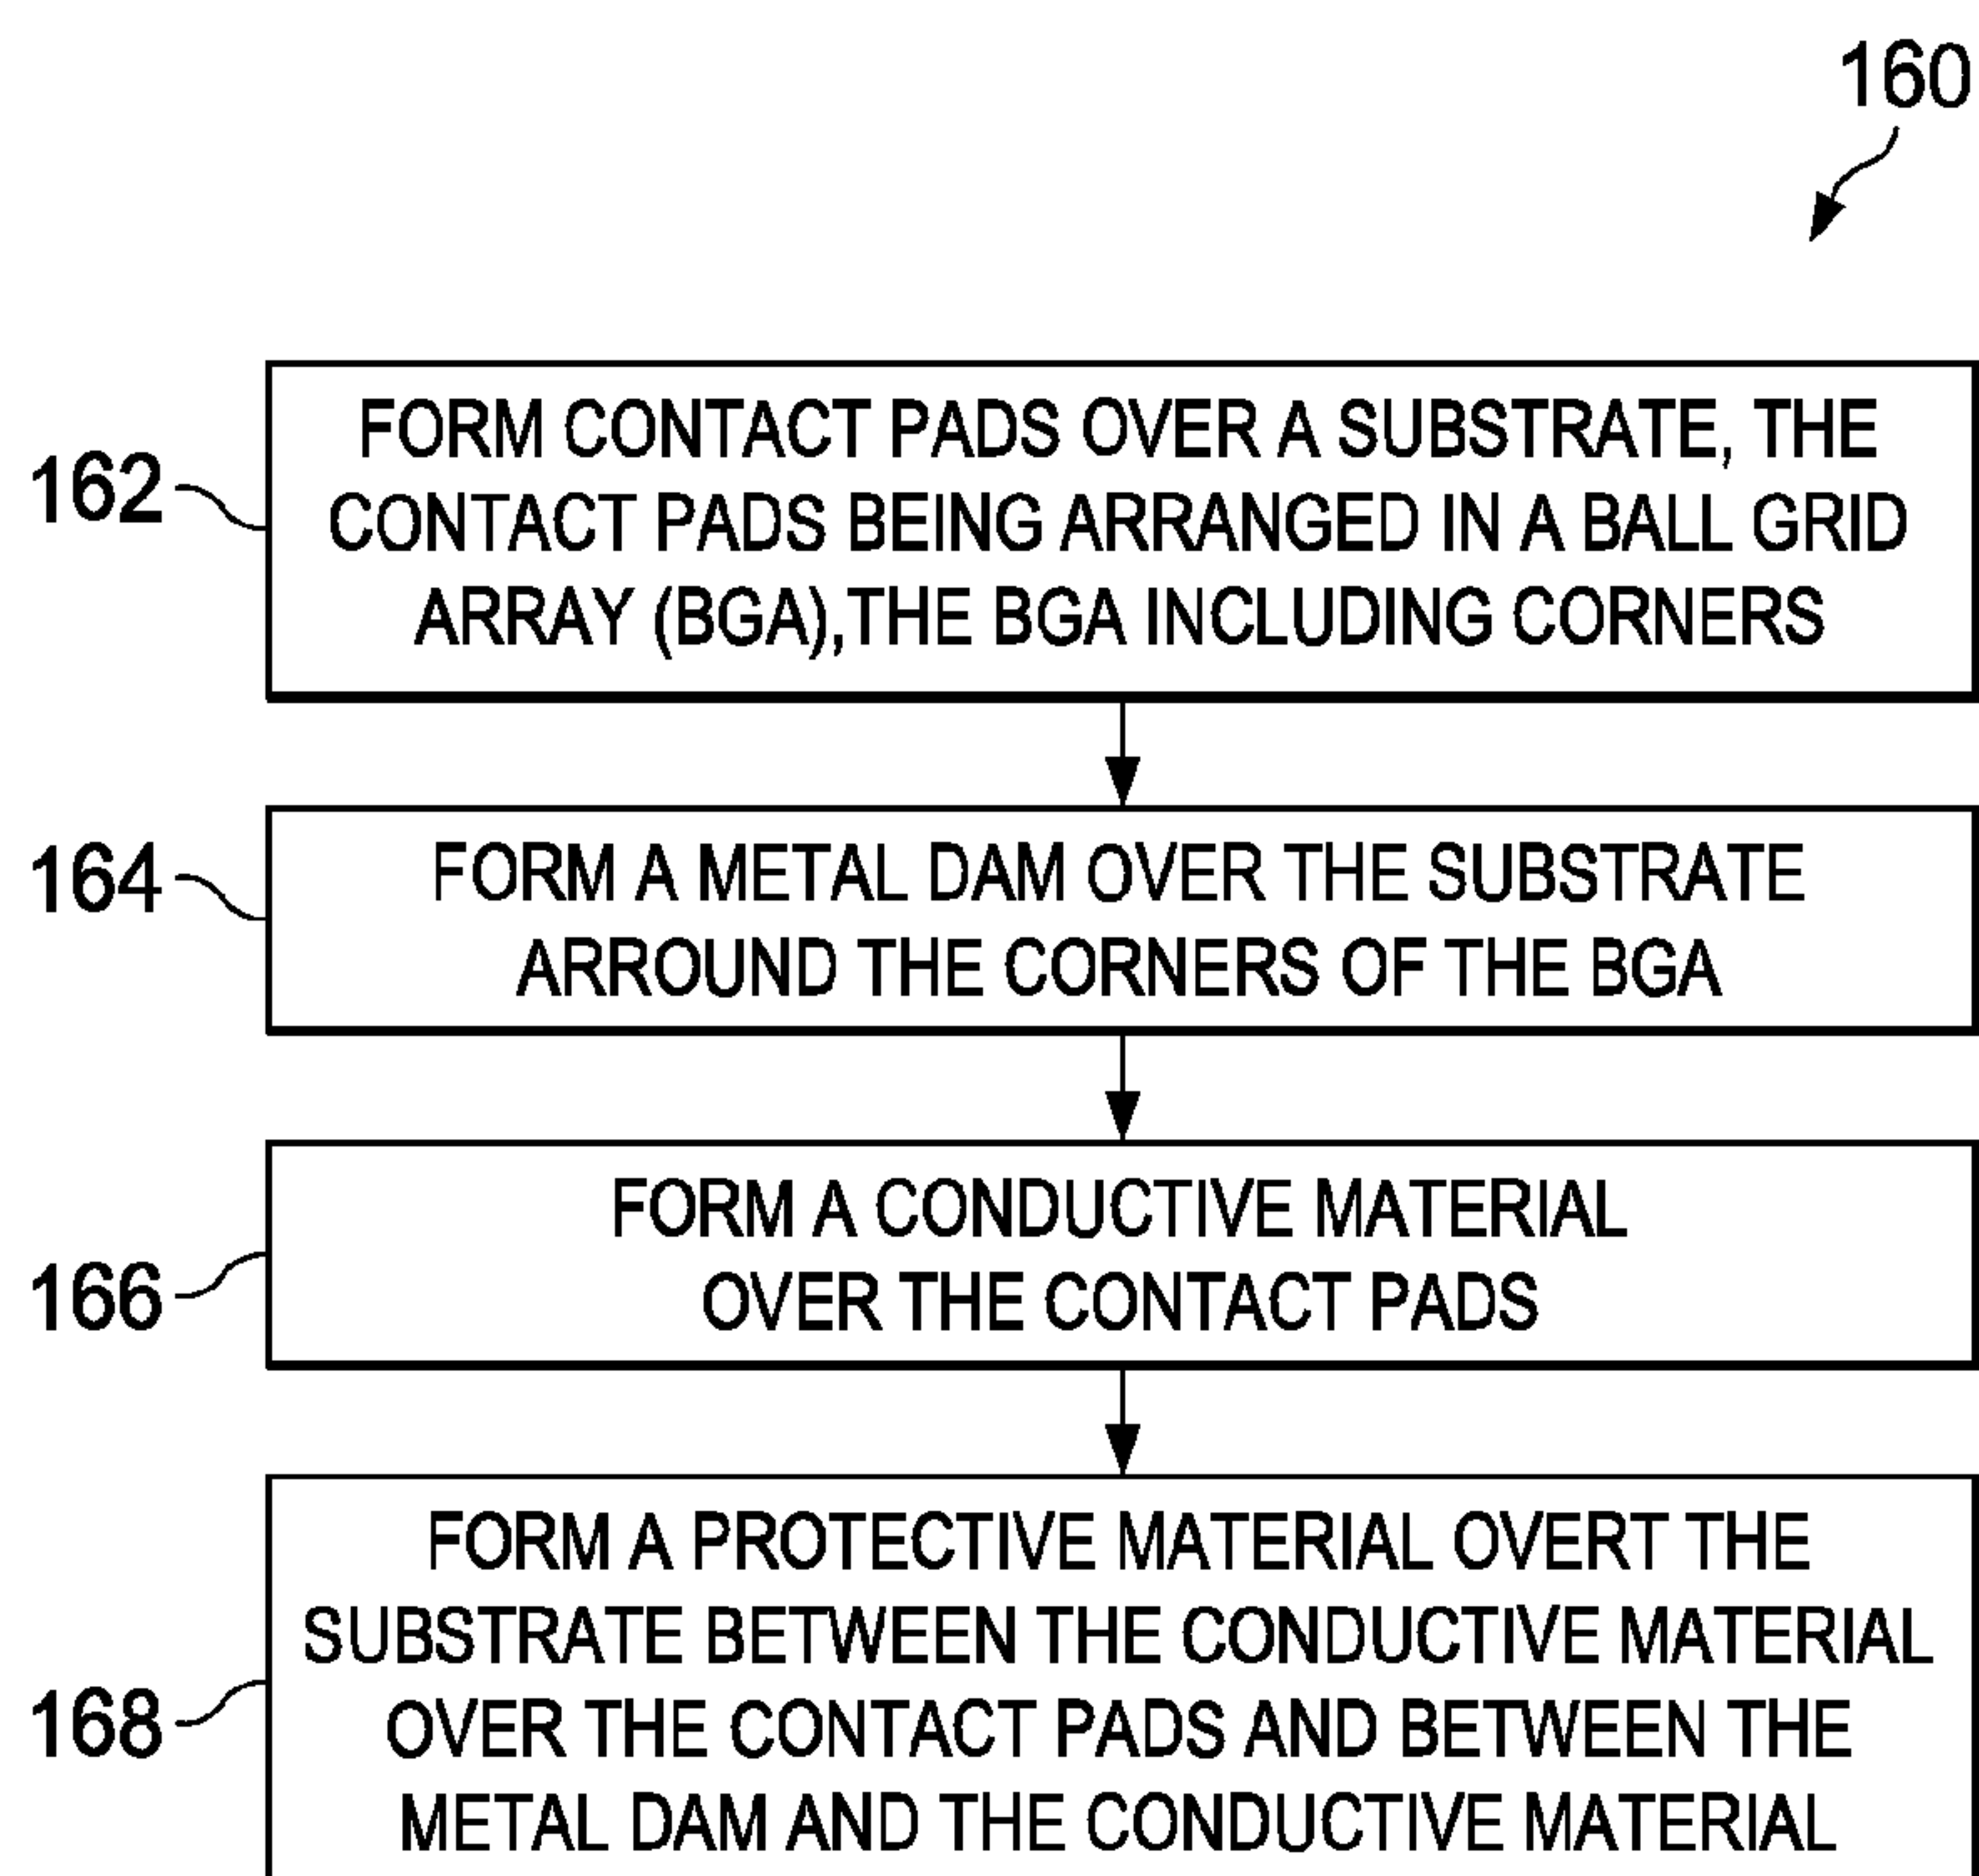 160
162
FORM CONTACT PADS OVER A SUBSTRATE, THE
CONTACT PADS BEING ARRANGED IN A BALL GRID
ARRAY (BGA),THE BGA INCLUDING CORNERS
164
FORM A METAL DAM OVER THE SUBSTRATE
ARROUND THE CORNERS OF THE BGA
166
FORM A CONDUCTIVE MATERIAL
OVER THE CONTACT PADS
168
FORM A PROTECTIVE MATERIAL OVERT THE
SUBSTRATE BETWEEN THE CONDUCTIVE MATERIAL
OVER THE CONTACT PADS AND BETWEEN THE
METAL DAM AND THE CONDUCTIVE MATERIAL